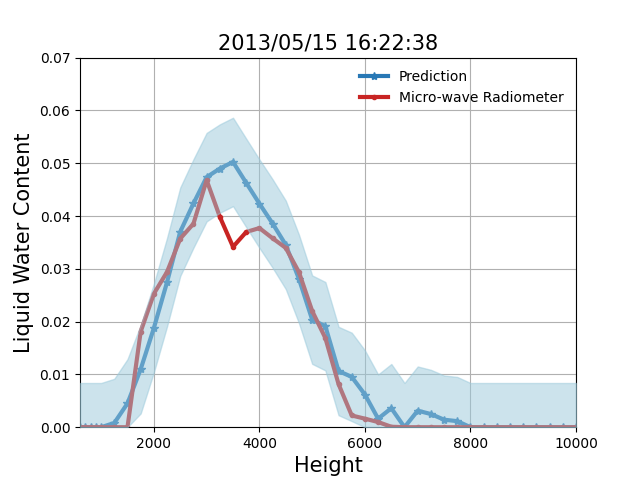 2013/05/15 16:22:38
Prediction
Micro-wave Radiometer
Liquid Water Content
0.07
0.06
0.05
0.04
0.03
0.02
0.01
0.00
2000 4000 6000 8000 10000
Height